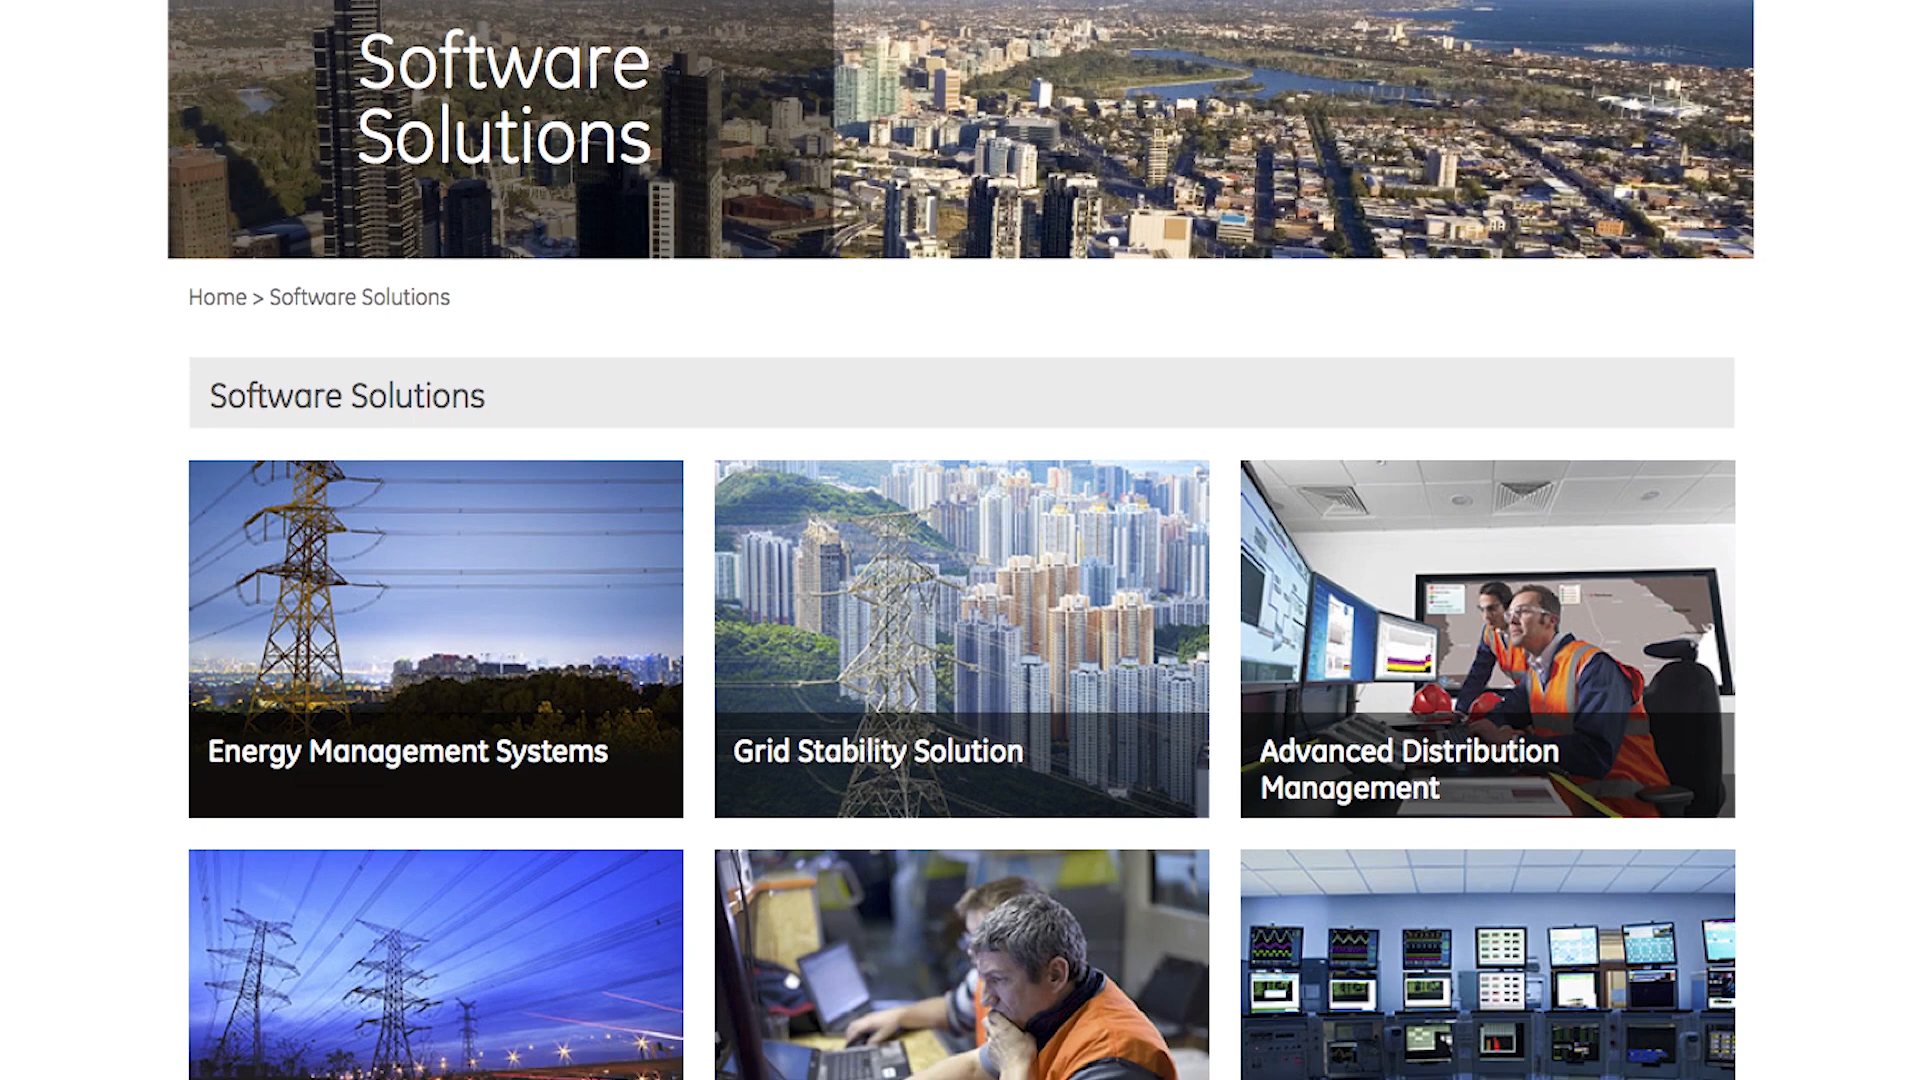 Software
Solutions
Home > Software Solutions
Software Solutions
Energy Management Systems
Grid Stability Solution
Advanced Distribution
Management